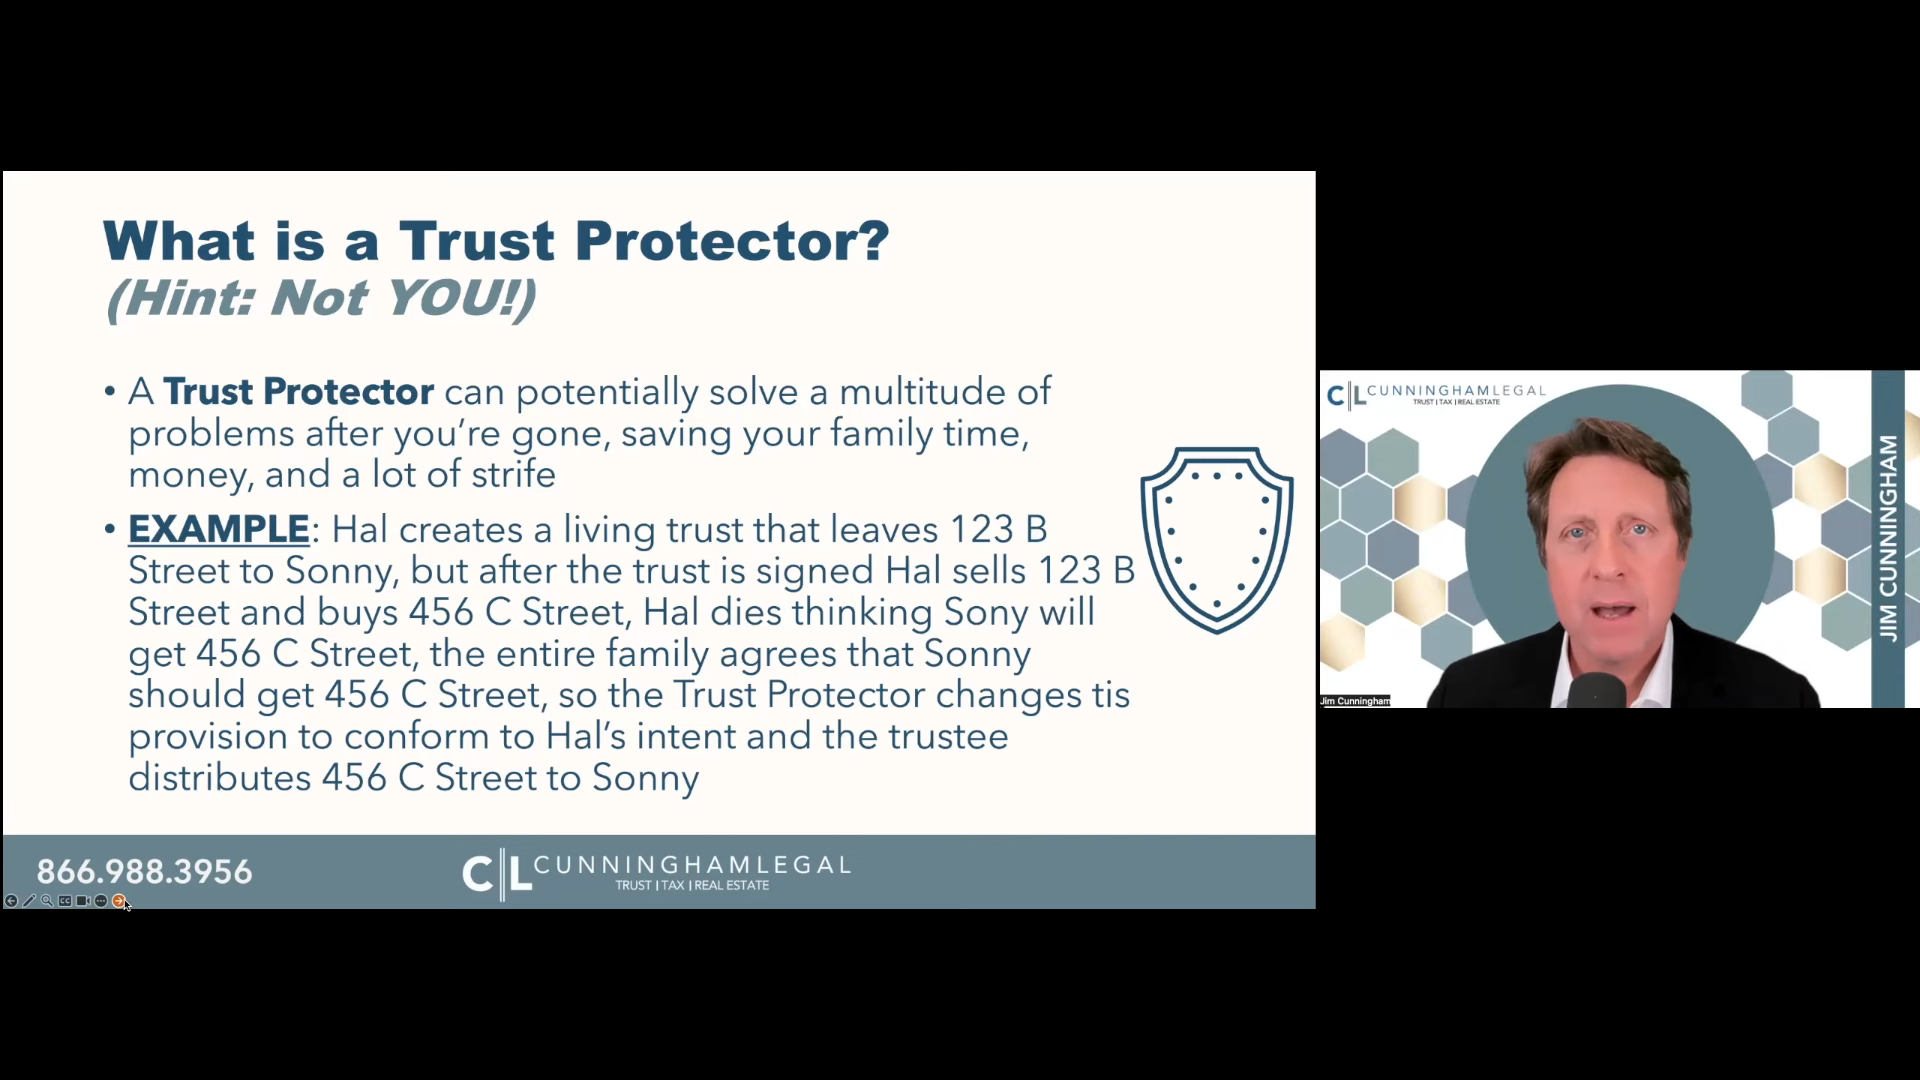 What is a Trust Protector?
(Hint: Not YOU!)
• A Trust Protector can potentially solve a multitude of
problems after you’re gone, saving your family time,
money, and a lot of strife
• EXAMPLE: Hal creates a living trust that leaves 123 B
Street to Sonny, but after the trust is signed Hal sells 123 B
Street and buys 456 C Street, Hal dies thinking Sony will
get 456 C Street, the entire family agrees that Sonny
should get 456 C Street, so the Trust Protector changes tis
provision to conform to Hal’s intent and the trustee
distributes 456 C Street to Sonny
866.988.3956
C|L CUNNINGHAMLEGAL
TRUST | TAX | REAL ESTATE
CC
C|L CUNNINGHAMLEGAL
TRUST | TAX | REAL ESTATE
JIM CUNNINGHAM
Jim Cunningham